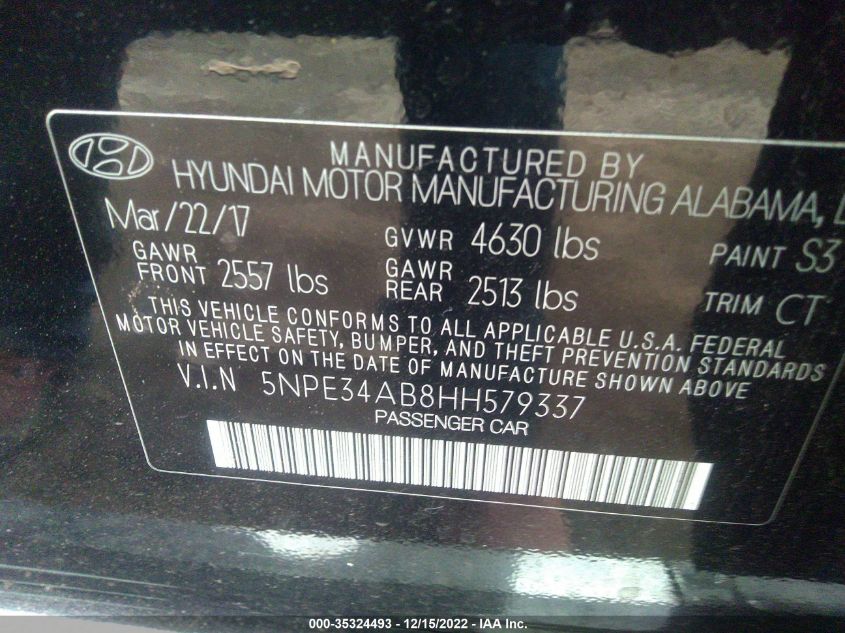 MANUFACTURED BY
HYUNDAI MOTOR MANUFACTURING ALABAMA,
Mar/22/17 GVWR 4630 lbs PAINT S3
GAWR FRONT 2557 lbs GAWR REAR 2513 lbs TRIM CT
THIS VEHICLE CONFORMS TO ALL APPLICABLE U.S.A. FEDERAL
MOTOR VEHICLE SAFETY, BUMPER, AND THEFT PREVENTION STANDARDS
IN EFFECT ON THE DATE OF MANUFACTURE SHOWN ABOVE
V.I.N 5NPE34AB8HH579337
PASSENGER CAR
000-35324493 - 12/15/2022 - IAA Inc.